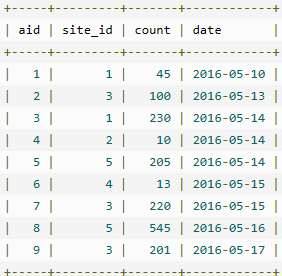 +-----+---------+-------+------------+
| aid | site_id | count | date       |
+-----+---------+-------+------------+
|   1 |       1 |    45 | 2016-05-10 |
|   2 |       3 |   100 | 2016-05-13 |
|   3 |       1 |   230 | 2016-05-14 |
|   4 |       2 |    10 | 2016-05-14 |
|   5 |       5 |   205 | 2016-05-14 |
|   6 |       4 |    13 | 2016-05-15 |
|   7 |       3 |   220 | 2016-05-15 |
|   8 |       5 |   545 | 2016-05-16 |
|   9 |       3 |   201 | 2016-05-17 |
+-----+---------+-------+------------+